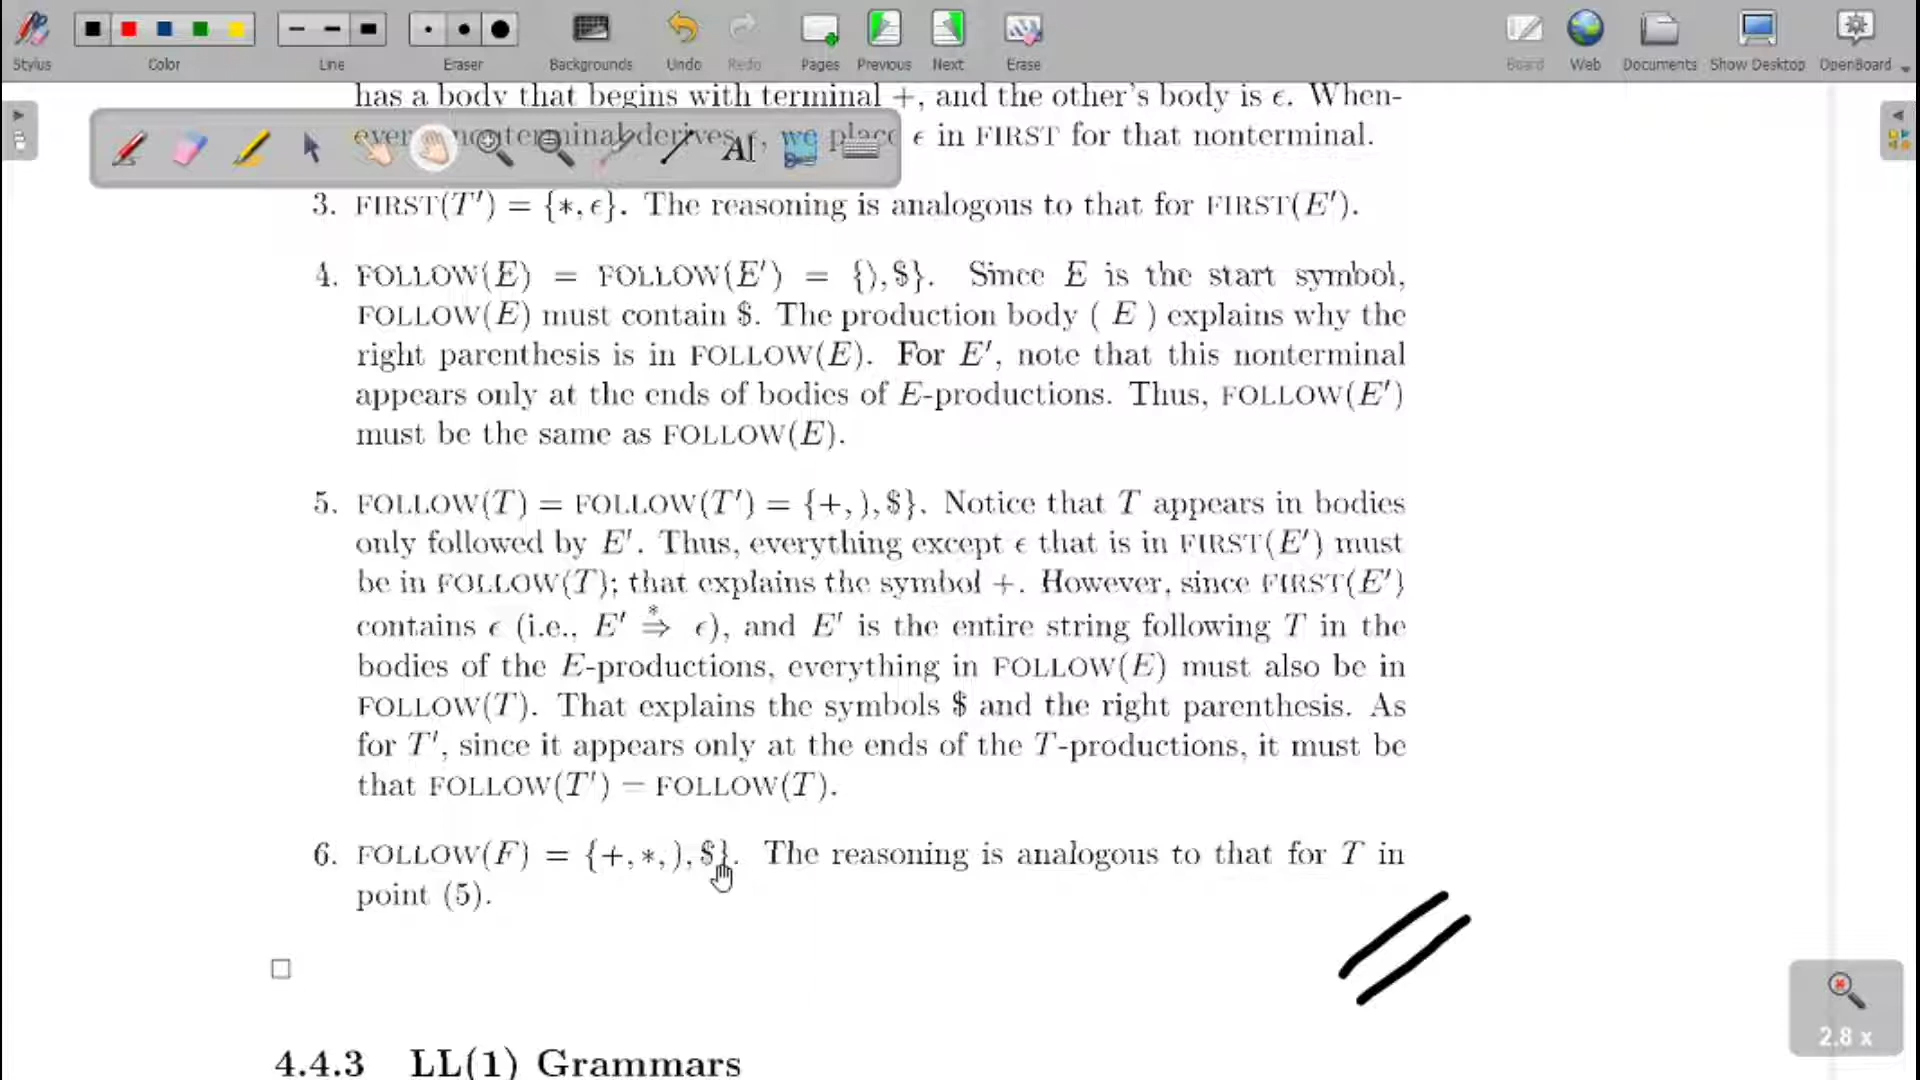 Stylus Color Line Eraser Backgrounds Undo Redo Pages Previous Next Erase Board Web Documents Show Desktop OpenBoard
has a body that begins with terminal +, and the other's body is ϵ. When-
ever a nonterminal derives ϵ, we place ϵ in FIRST for that nonterminal.
3. FIRST(T′) = {*, ϵ}. The reasoning is analogous to that for FIRST(E′).
4. FOLLOW(E) = FOLLOW(E′) = {), $}. Since E is the start symbol,
FOLLOW(E) must contain $. The production body ( E ) explains why the
right parenthesis is in FOLLOW(E). For E′, note that this nonterminal
appears only at the ends of bodies of E-productions. Thus, FOLLOW(E′)
must be the same as FOLLOW(E).
5. FOLLOW(T) = FOLLOW(T′) = {+, ), $}. Notice that T appears in bodies
only followed by E′. Thus, everything except ϵ that is in FIRST(E′) must
be in FOLLOW(T); that explains the symbol +. However, since FIRST(E′)
contains ϵ (i.e., E′ ⇒* ϵ), and E′ is the entire string following T in the
bodies of the E-productions, everything in FOLLOW(E) must also be in
FOLLOW(T). That explains the symbols $ and the right parenthesis. As
for T′, since it appears only at the ends of the T-productions, it must be
that FOLLOW(T′) = FOLLOW(T).
6. FOLLOW(F) = {+, *, ), $}. The reasoning is analogous to that for T in
point (5).
2.8 x
4.4.3 LL(1) Grammars